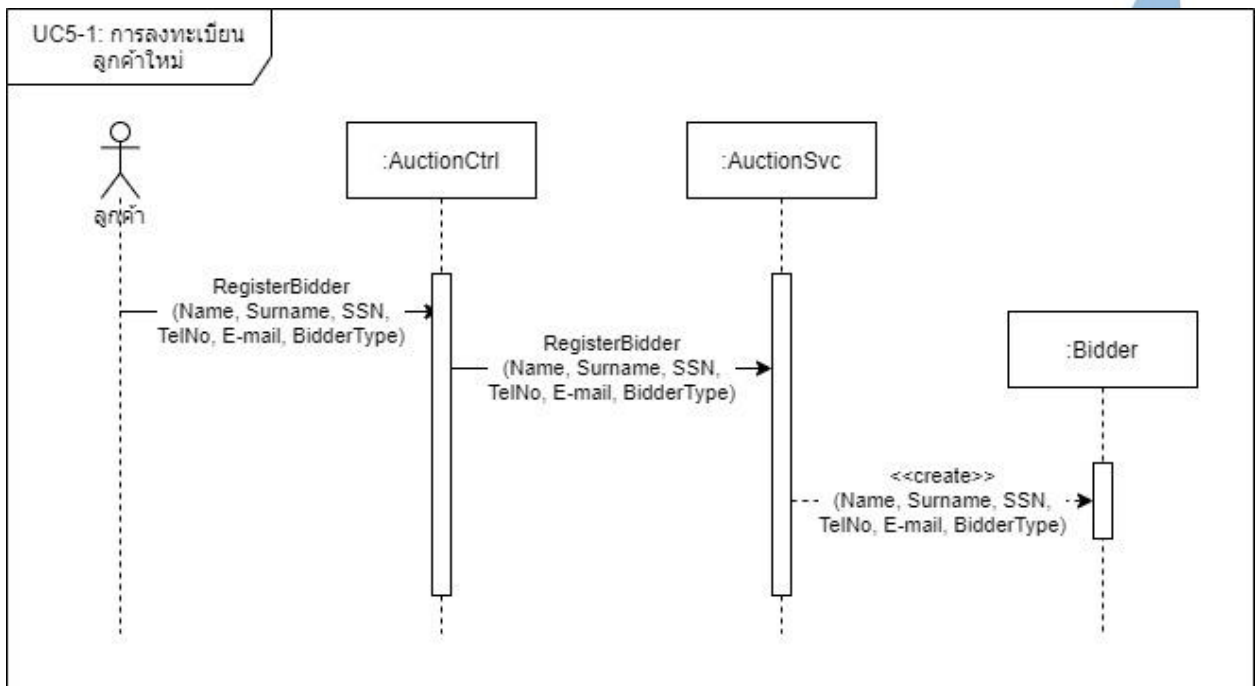 UC5-1: การลงทะเบียน
ลูกค้าใหม่
:AuctionCtrl
:AuctionSvc
ลูกค้า
RegisterBidder
(Name, Surname, SSN,
TelNo, E-mail, BidderType)
RegisterBidder
(Name, Surname, SSN,
TelNo, E-mail, BidderType)
:Bidder
<<create>>
(Name, Surname, SSN,
TelNo, E-mail, BidderType)